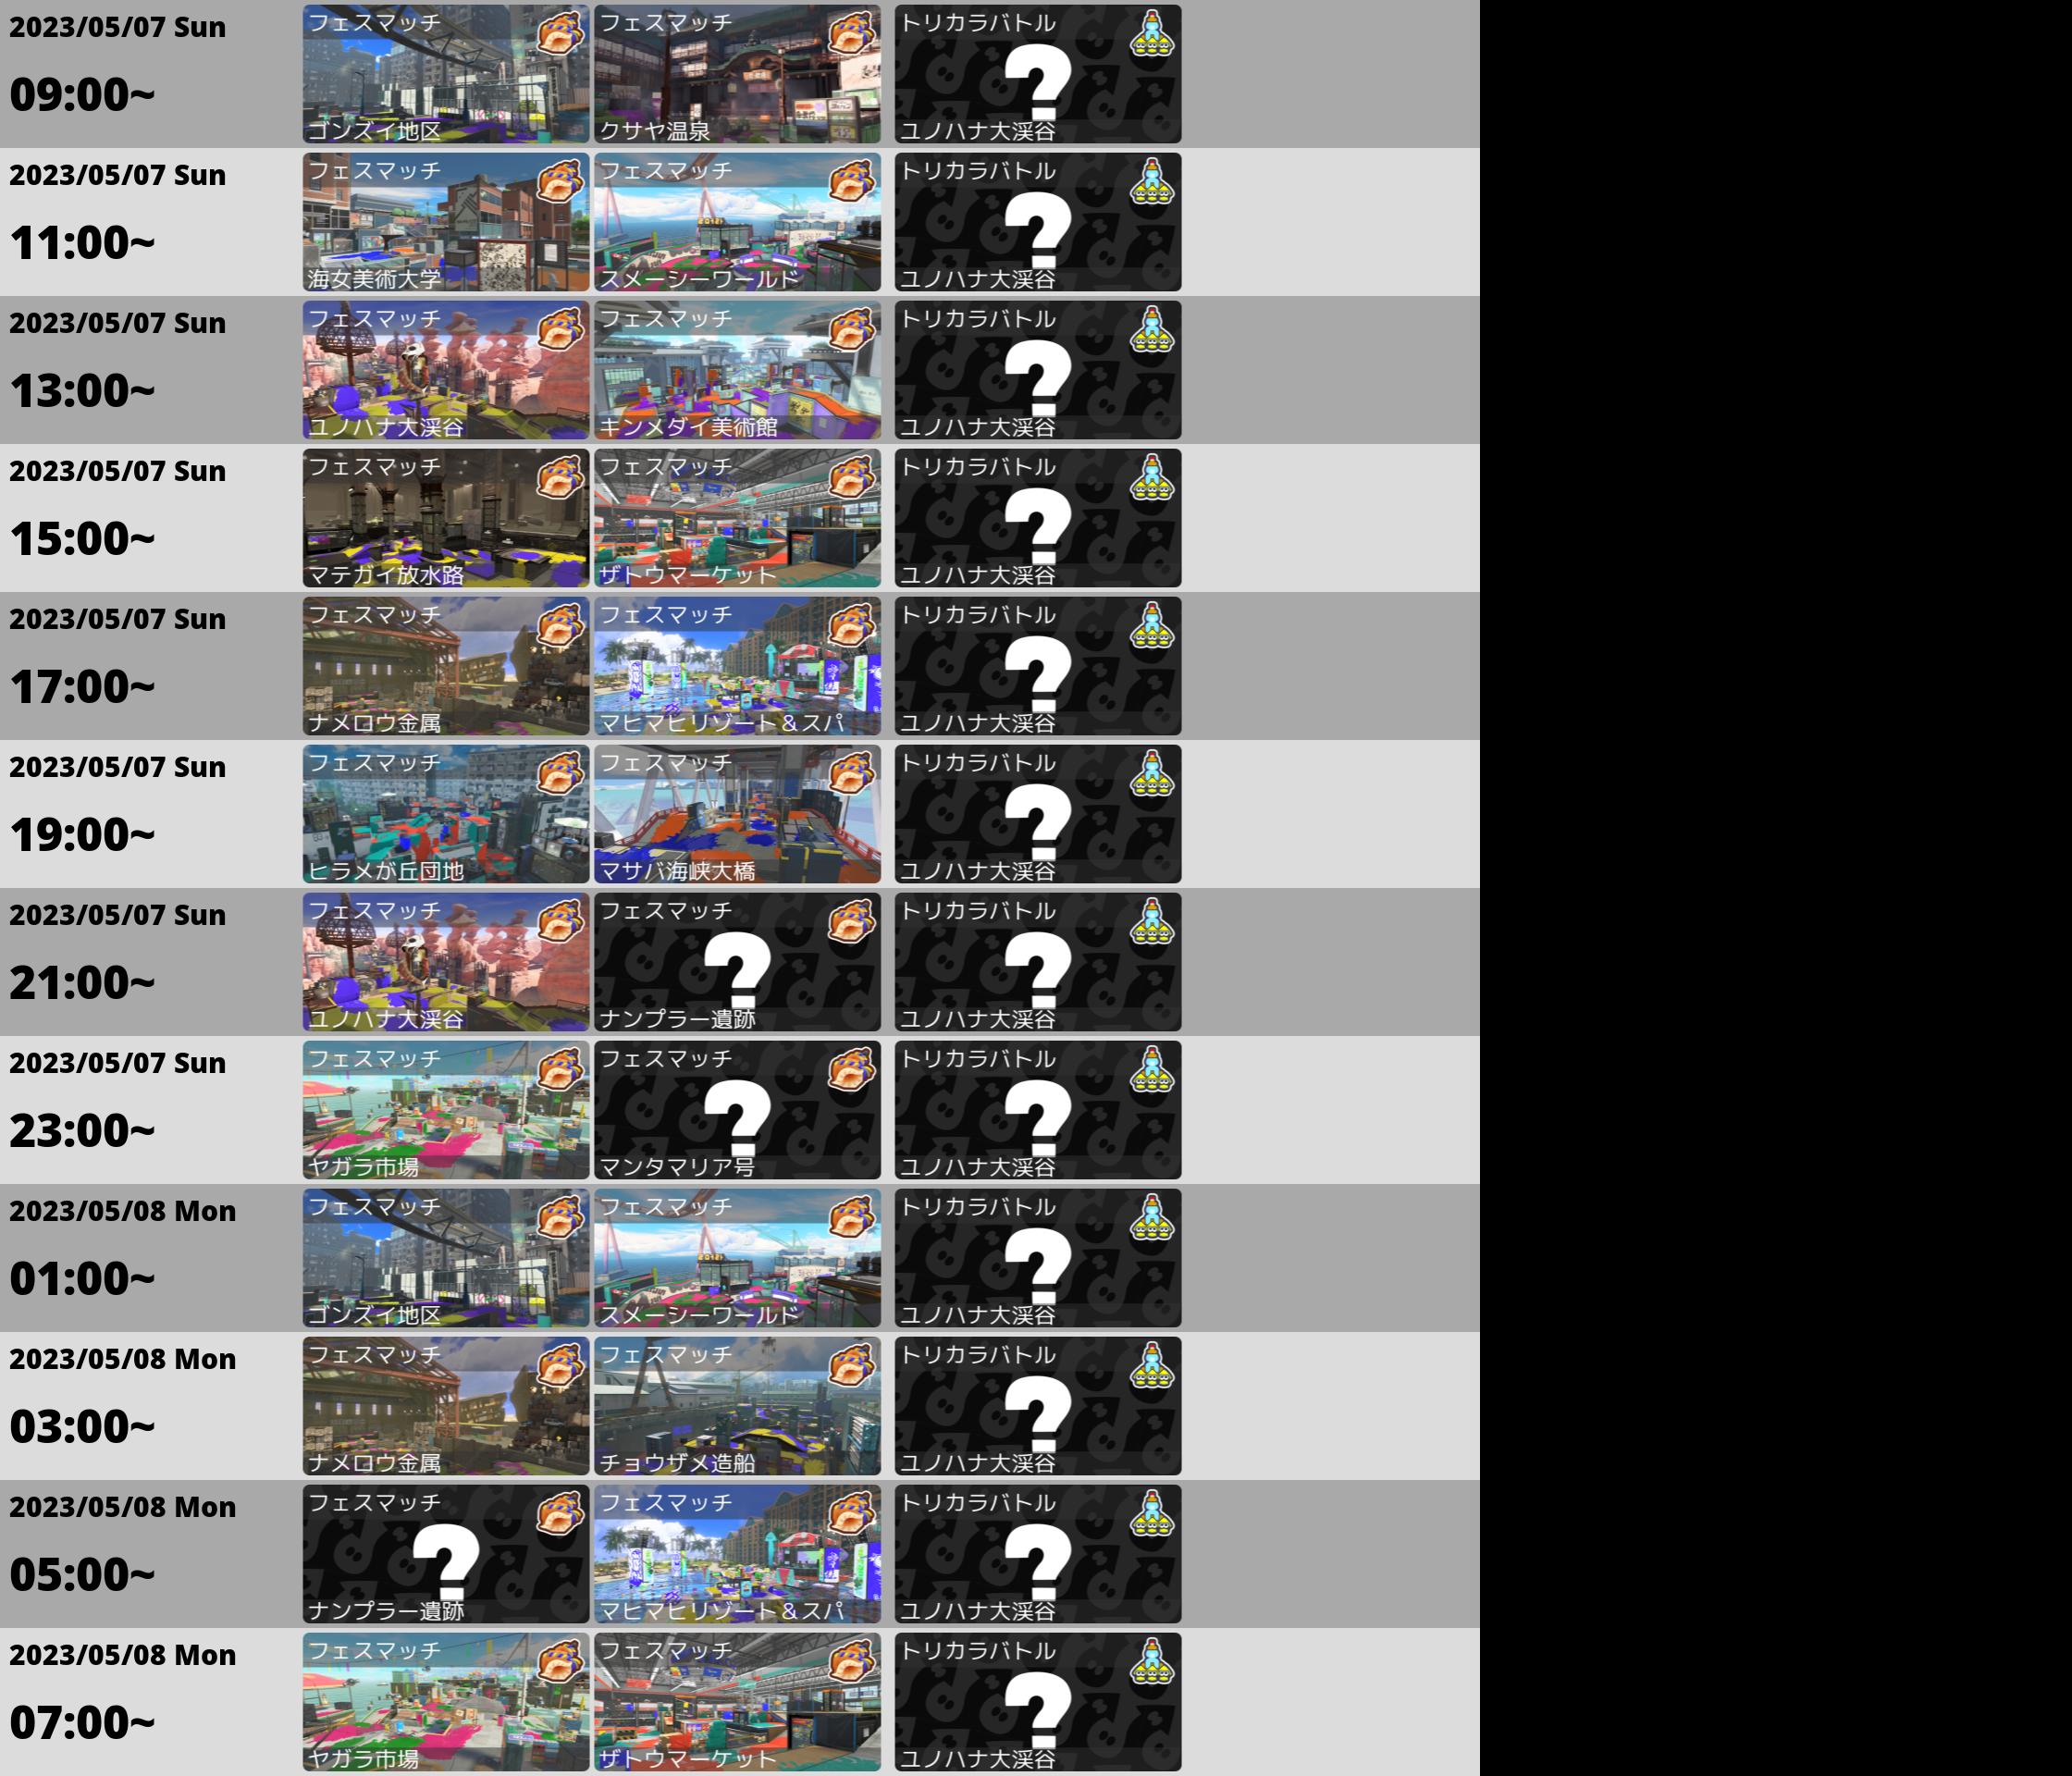 2023/05/07 Sun
09:00~
フェスマッチ
ゴンズイ地区
フェスマッチ
クサヤ温泉
トリカラバトル
ユノハナ大渓谷
2023/05/07 Sun
11:00~
フェスマッチ
海女美術大学
フェスマッチ
スメーシーワールド
トリカラバトル
ユノハナ大渓谷
2023/05/07 Sun
13:00~
フェスマッチ
ユノハナ大渓谷
フェスマッチ
キンメダイ美術館
トリカラバトル
ユノハナ大渓谷
2023/05/07 Sun
15:00~
フェスマッチ
マテガイ放水路
フェスマッチ
ザトウマーケット
トリカラバトル
ユノハナ大渓谷
2023/05/07 Sun
17:00~
フェスマッチ
ナメロウ金属
フェスマッチ
マヒマヒリゾート&スパ
トリカラバトル
ユノハナ大渓谷
2023/05/07 Sun
19:00~
フェスマッチ
ヒラメが丘団地
フェスマッチ
マサバ海峡大橋
トリカラバトル
ユノハナ大渓谷
2023/05/07 Sun
21:00~
フェスマッチ
ユノハナ大渓谷
フェスマッチ
ナンプラー遺跡
トリカラバトル
ユノハナ大渓谷
2023/05/07 Sun
23:00~
フェスマッチ
ヤガラ市場
フェスマッチ
マンタマリア号
トリカラバトル
ユノハナ大渓谷
2023/05/08 Mon
01:00~
フェスマッチ
ゴンズイ地区
フェスマッチ
スメーシーワールド
トリカラバトル
ユノハナ大渓谷
2023/05/08 Mon
03:00~
フェスマッチ
ナメロウ金属
フェスマッチ
チョウザメ造船
トリカラバトル
ユノハナ大渓谷
2023/05/08 Mon
05:00~
フェスマッチ
ナンプラー遺跡
フェスマッチ
マヒマヒリゾート&スパ
トリカラバトル
ユノハナ大渓谷
2023/05/08 Mon
07:00~
フェスマッチ
ヤガラ市場
フェスマッチ
ザトウマーケット
トリカラバトル
ユノハナ大渓谷